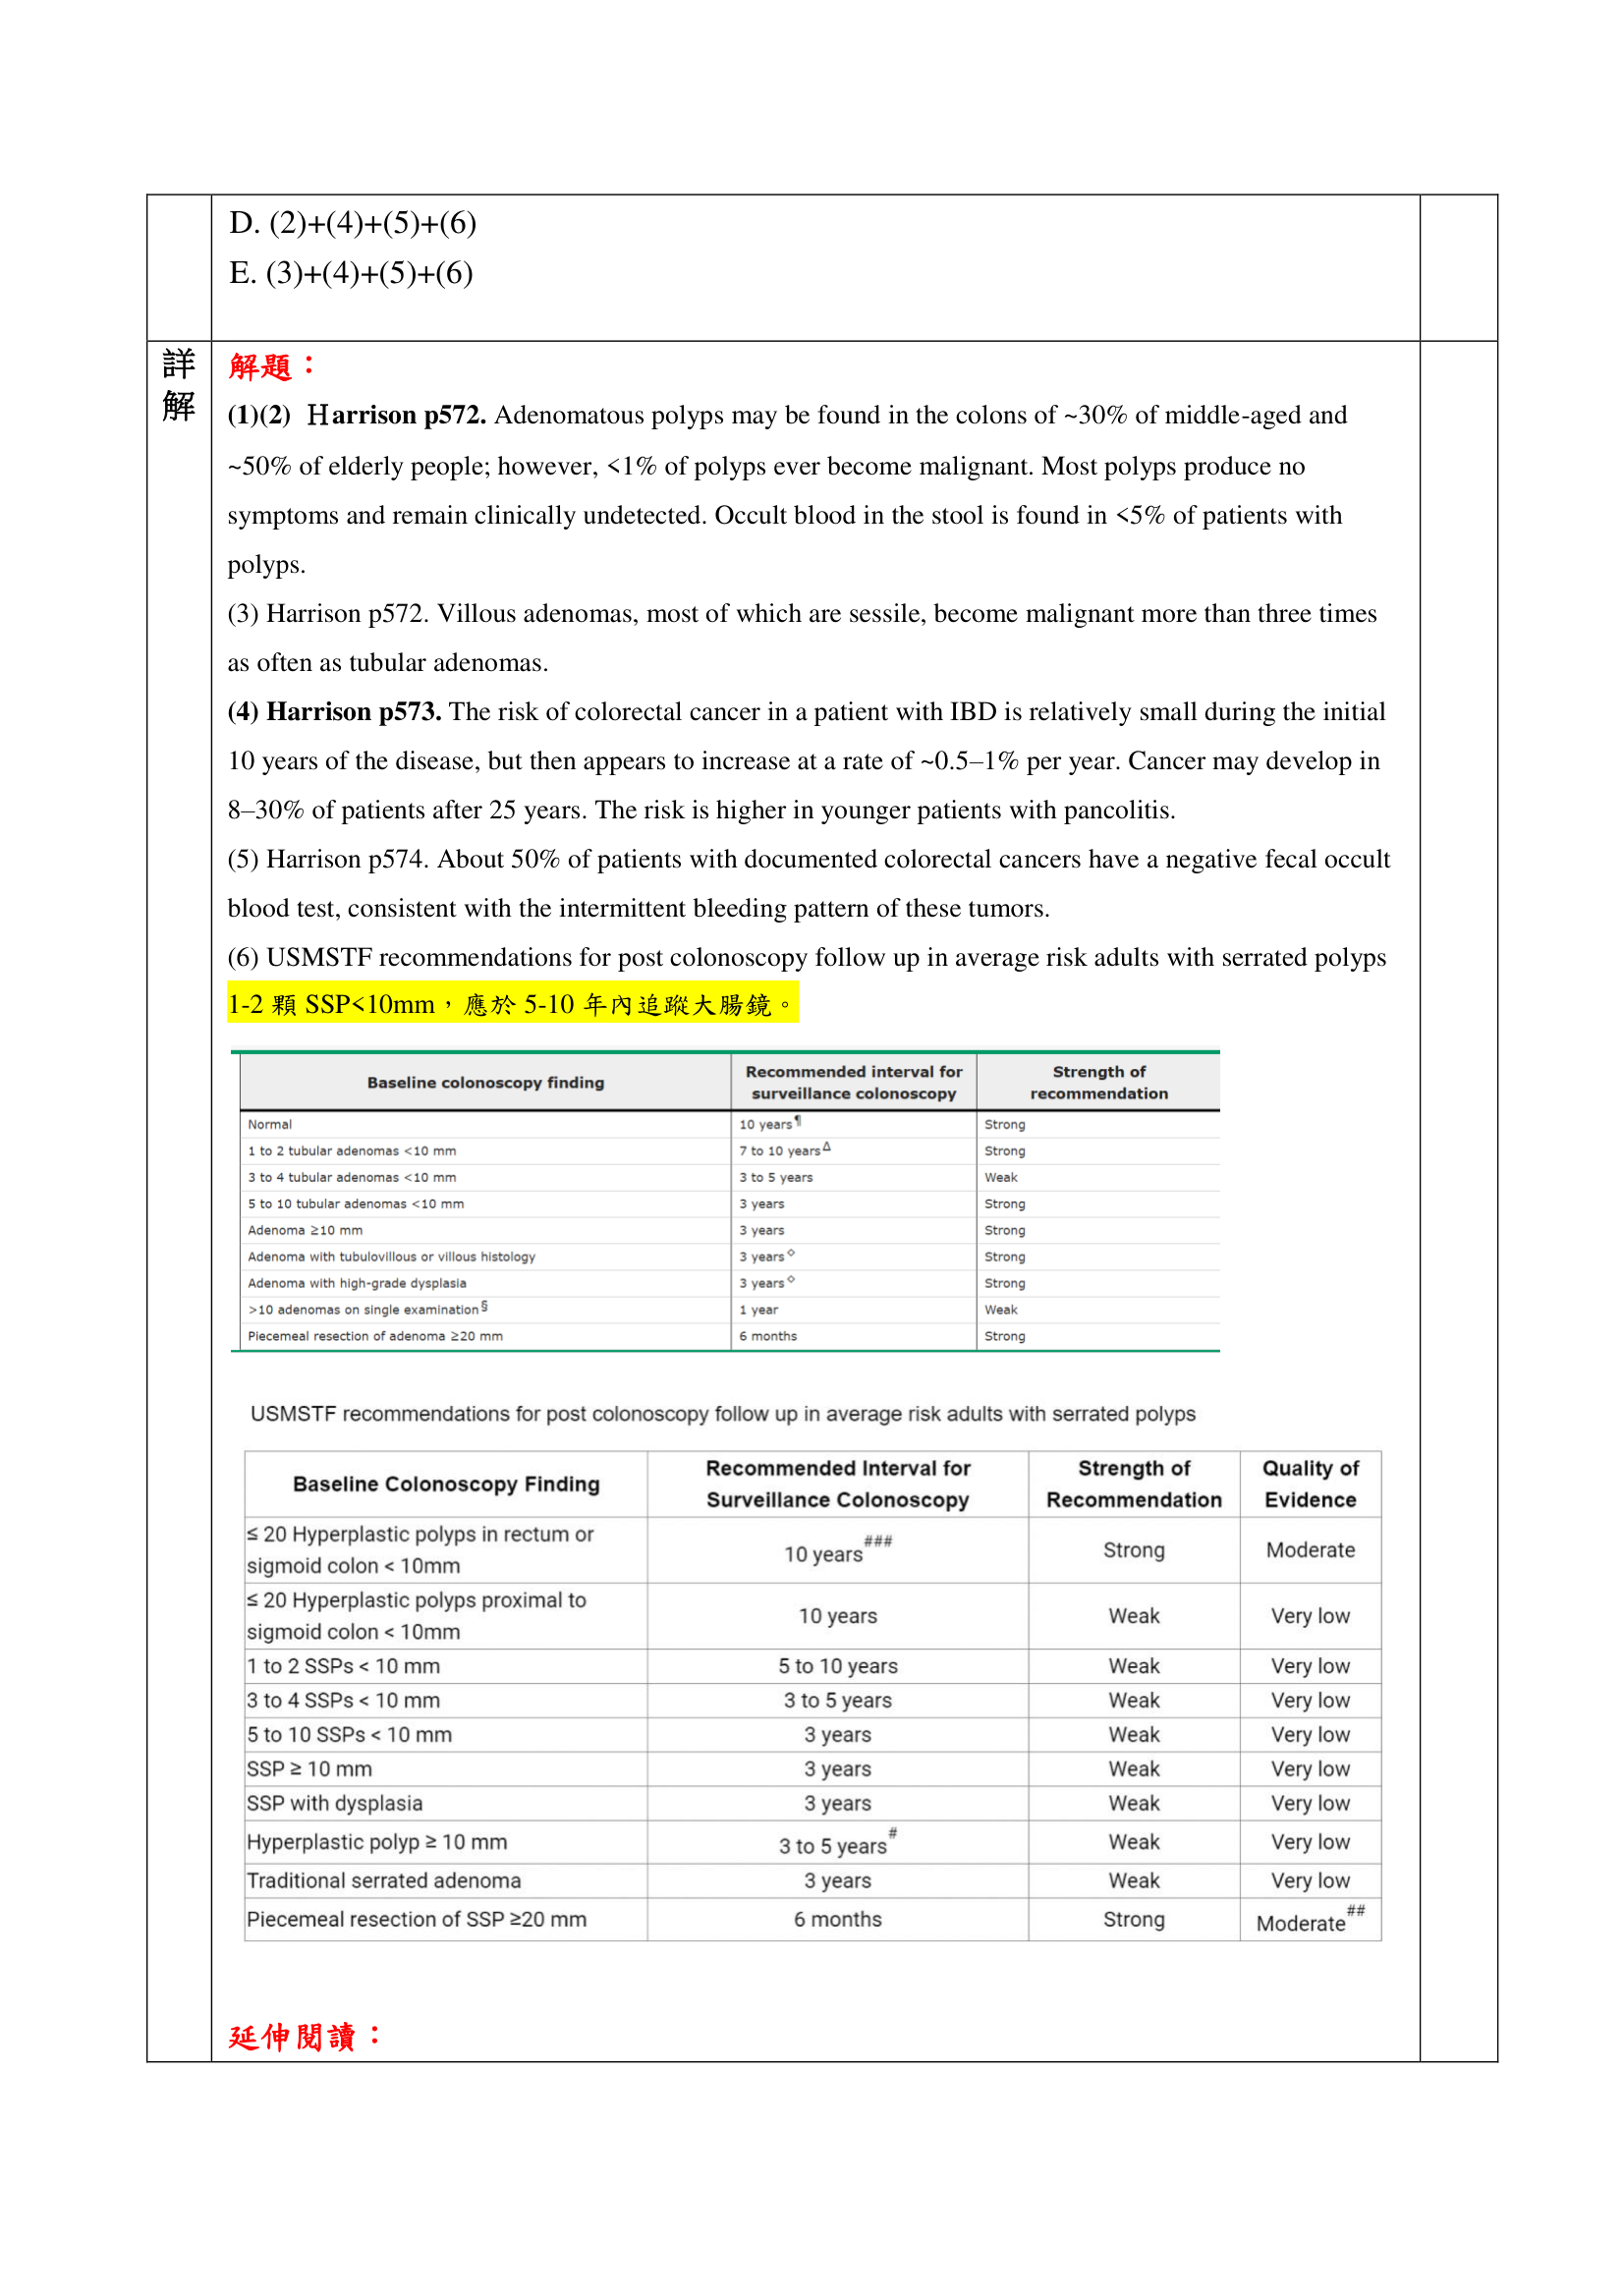 D. (2)+(4)+(5)+(6)
E. (3)+(4)+(5)+(6)
詳解
解題：
(1)(2) Harrison p572. Adenomatous polyps may be found in the colons of ~30% of middle-aged and
~50% of elderly people; however, <1% of polyps ever become malignant. Most polyps produce no
symptoms and remain clinically undetected. Occult blood in the stool is found in <5% of patients with
polyps.
(3) Harrison p572. Villous adenomas, most of which are sessile, become malignant more than three times
as often as tubular adenomas.
(4) Harrison p573. The risk of colorectal cancer in a patient with IBD is relatively small during the initial
10 years of the disease, but then appears to increase at a rate of ~0.5–1% per year. Cancer may develop in
8–30% of patients after 25 years. The risk is higher in younger patients with pancolitis.
(5) Harrison p574. About 50% of patients with documented colorectal cancers have a negative fecal occult
blood test, consistent with the intermittent bleeding pattern of these tumors.
(6) USMSTF recommendations for post colonoscopy follow up in average risk adults with serrated polyps
1-2 顆 SSP<10mm，應於 5-10 年內追蹤大腸鏡。
Baseline colonoscopy finding Recommended interval for surveillance colonoscopy Strength of recommendation
Normal 10 years¶ Strong
1 to 2 tubular adenomas <10 mm 7 to 10 yearsΔ Strong
3 to 4 tubular adenomas <10 mm 3 to 5 years Weak
5 to 10 tubular adenomas <10 mm 3 years Strong
Adenoma ≥10 mm 3 years Strong
Adenoma with tubulovillous or villous histology 3 years◇ Strong
Adenoma with high-grade dysplasia 3 years◇ Strong
>10 adenomas on single examination§ 1 year Weak
Piecemeal resection of adenoma ≥20 mm 6 months Strong
USMSTF recommendations for post colonoscopy follow up in average risk adults with serrated polyps
Baseline Colonoscopy Finding Recommended Interval for Surveillance Colonoscopy Strength of Recommendation Quality of Evidence
≤ 20 Hyperplastic polyps in rectum or sigmoid colon < 10mm 10 years### Strong Moderate
≤ 20 Hyperplastic polyps proximal to sigmoid colon < 10mm 10 years Weak Very low
1 to 2 SSPs < 10 mm 5 to 10 years Weak Very low
3 to 4 SSPs < 10 mm 3 to 5 years Weak Very low
5 to 10 SSPs < 10 mm 3 years Weak Very low
SSP ≥ 10 mm 3 years Weak Very low
SSP with dysplasia 3 years Weak Very low
Hyperplastic polyp ≥ 10 mm 3 to 5 years# Weak Very low
Traditional serrated adenoma 3 years Weak Very low
Piecemeal resection of SSP ≥20 mm 6 months Strong Moderate##
延伸閱讀：